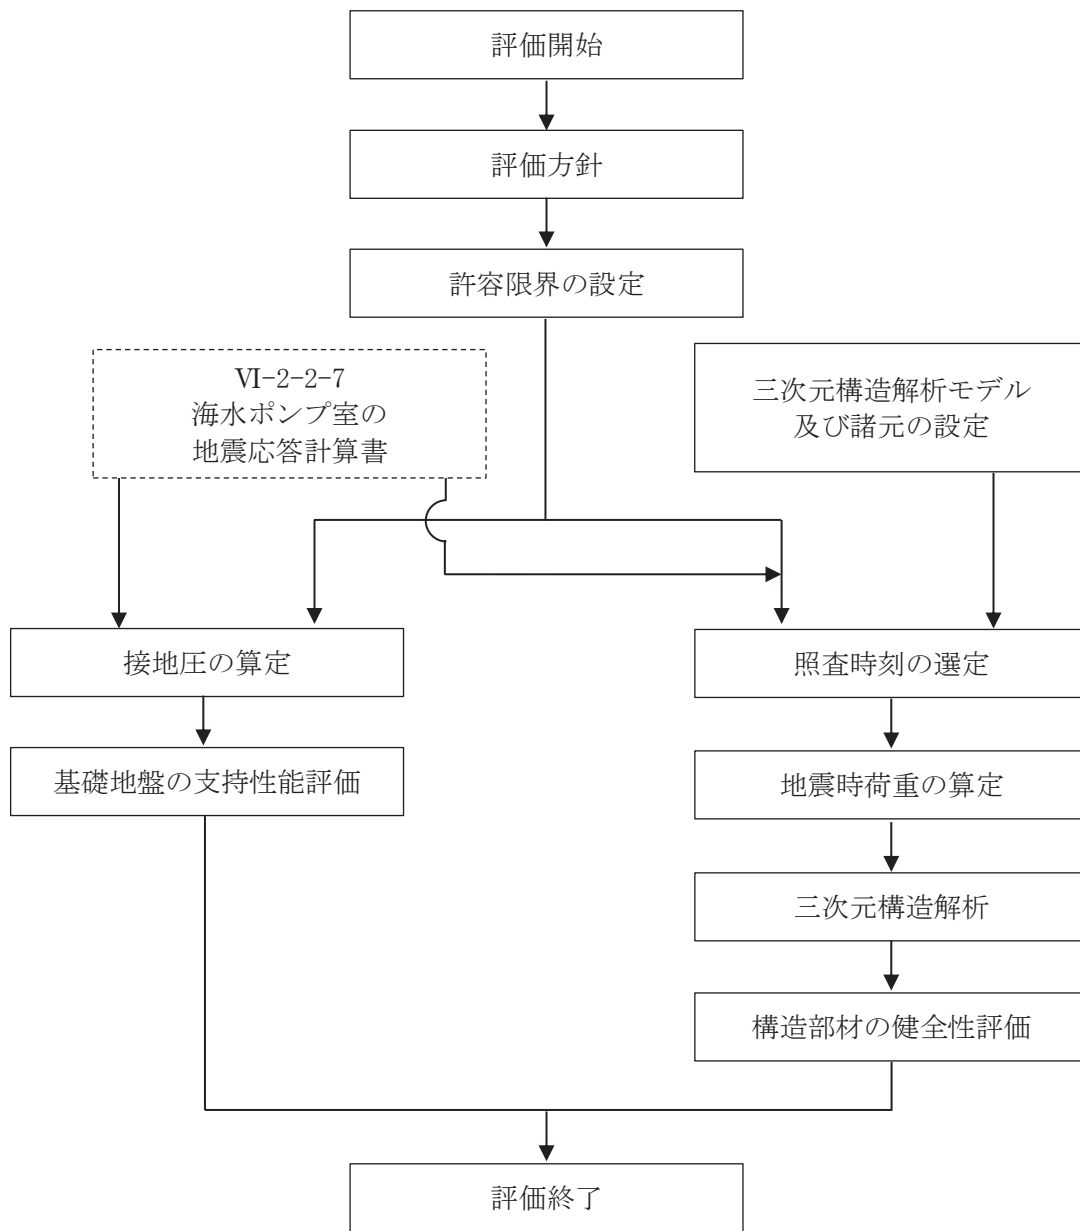 評価開始
評価方針
許容限界の設定
Ⅵ-2-2-7
海水ポンプ室の
地震応答計算書
三次元構造解析モデル
及び諸元の設定
接地圧の算定
照査時刻の選定
基礎地盤の支持性能評価
地震時荷重の算定
三次元構造解析
構造部材の健全性評価
評価終了